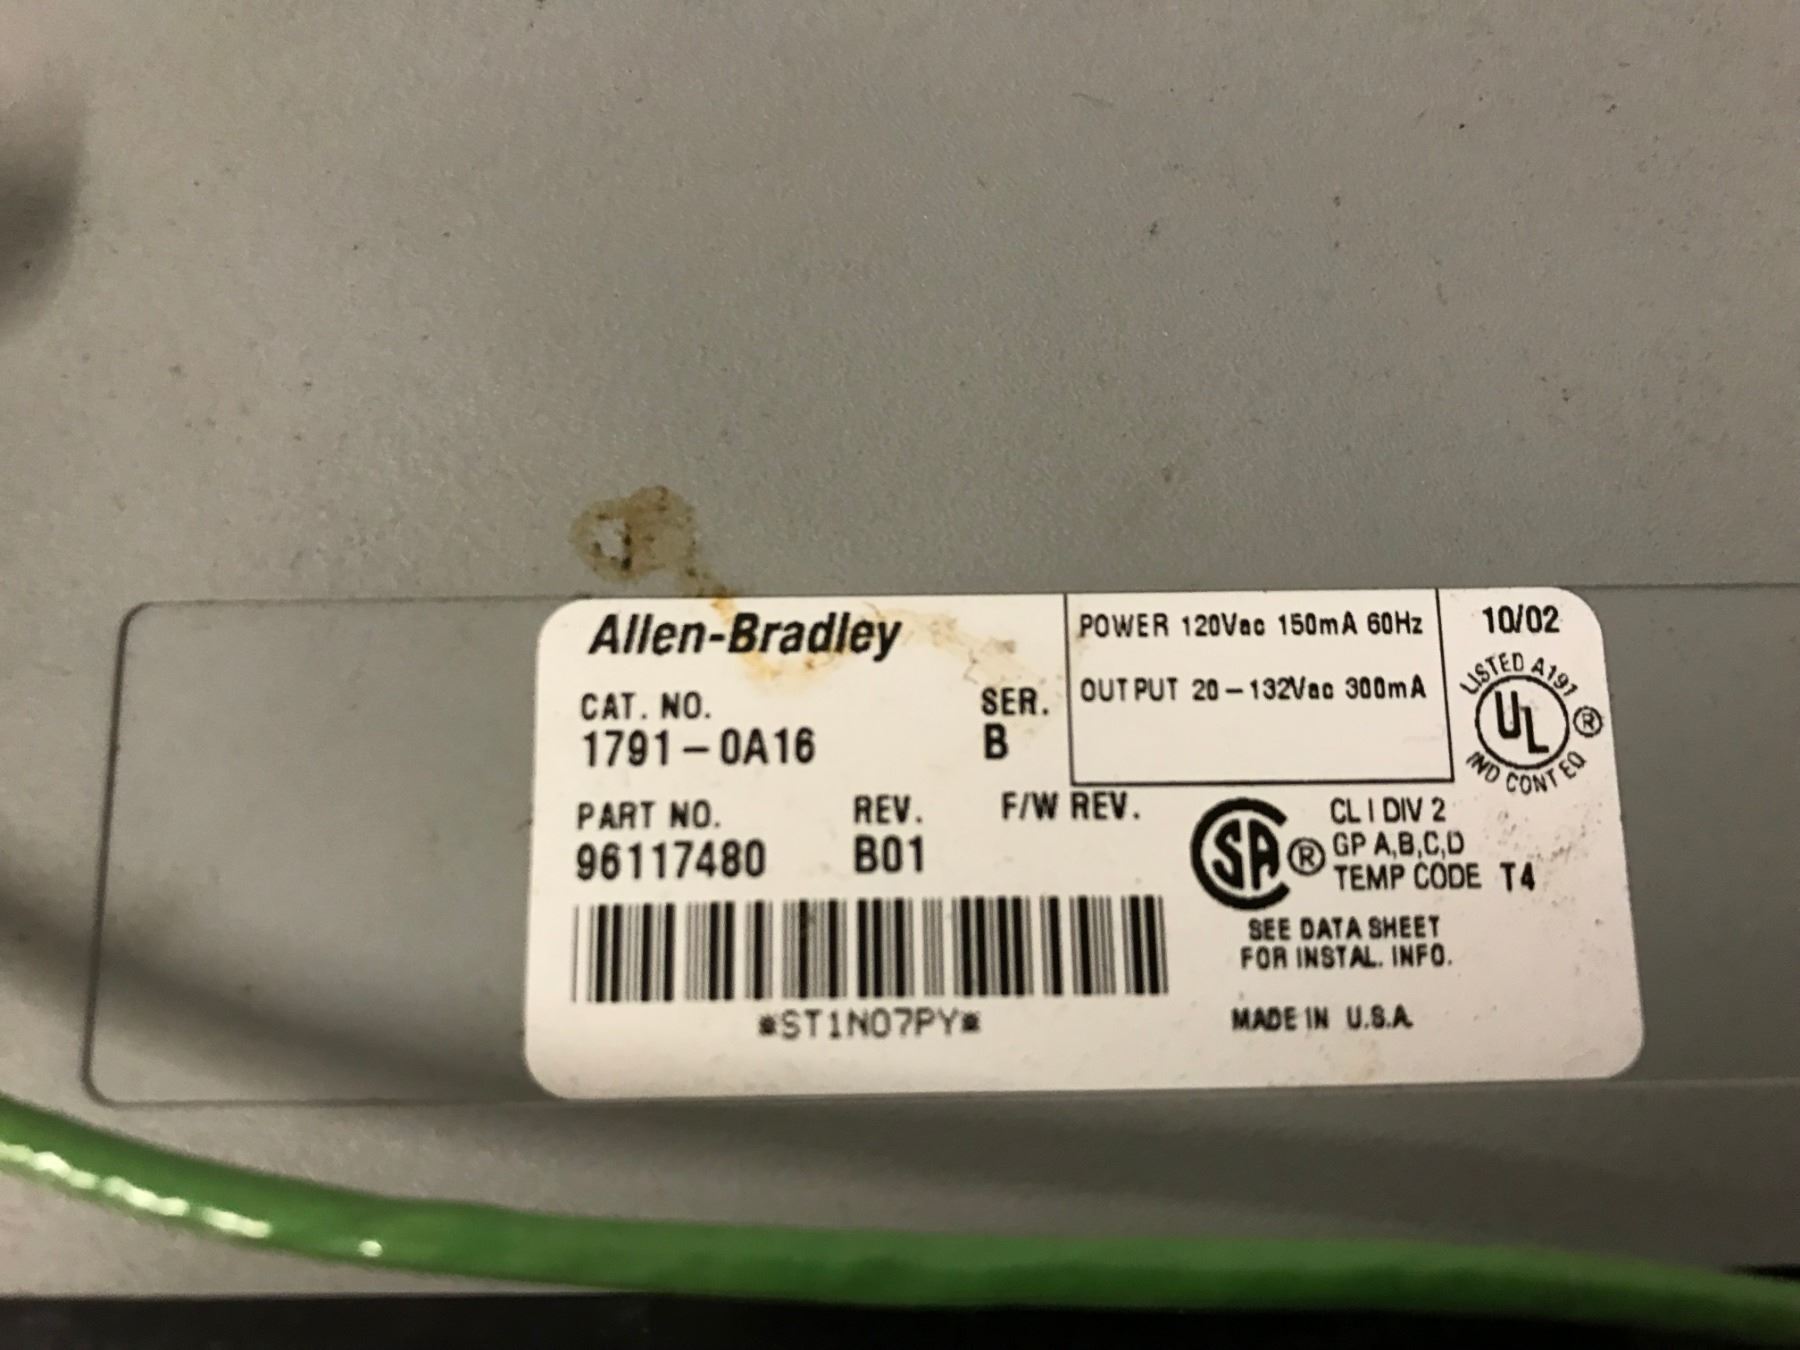 Allen-Bradley
CAT. NO. SER.
1791-0A16 B
PART NO. REV. F/W REV.
96117480 B01
*ST1N07PY*
POWER 120Vac 150mA 60Hz
OUTPUT 20-132Vac 300mA
10/02
LISTED A191
UL ®
IND CONT EQ
SA ®
CL I DIV 2
GP A,B,C,D
TEMP CODE T4
SEE DATA SHEET
FOR INSTAL. INFO.
MADE IN U.S.A.